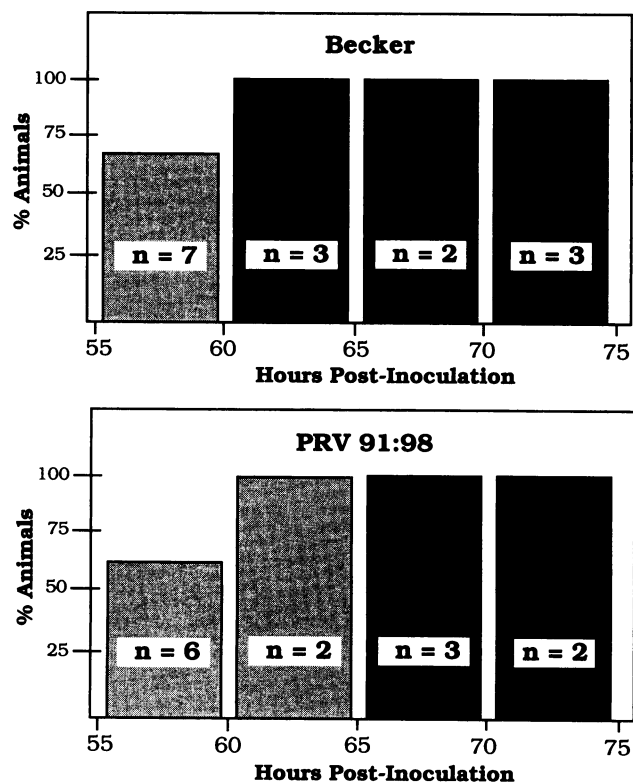 Becker
100
75
50
25
% Animals
n = 7
n = 3
n = 2
n = 3
55
60
65
70
75
Hours Post-Inoculation
PRV 91:98
100
75
50
25
% Animals
n = 6
n = 2
n = 3
n = 2
55
60
65
70
75
Hours Post-Inoculation